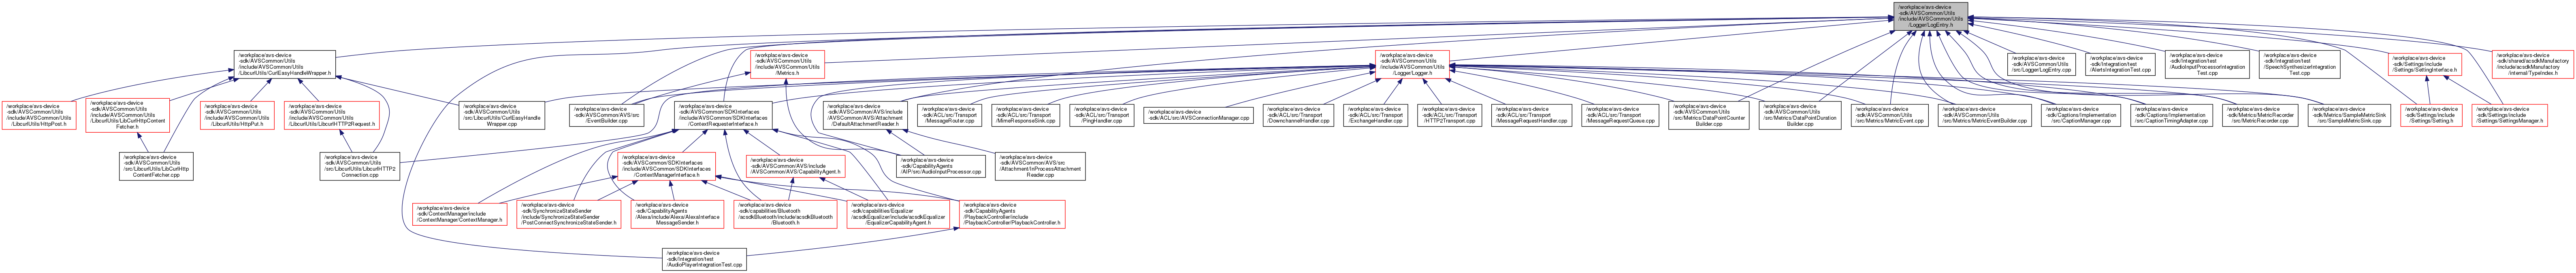 /workplace/avs-device
-sdk/AVSCommon/Utils
/include/AVSCommon/Utils
/Logger/LogEntry.h
/workplace/avs-device
-sdk/AVSCommon/Utils
/include/AVSCommon/Utils
/LibcurlUtils/CurlEasyHandleWrapper.h
/workplace/avs-device
-sdk/AVSCommon/Utils
/include/AVSCommon/Utils
/Metrics.h
/workplace/avs-device
-sdk/AVSCommon/Utils
/include/AVSCommon/Utils
/Logger/Logger.h
/workplace/avs-device
-sdk/AVSCommon/Utils
/src/Logger/LogEntry.cpp
/workplace/avs-device
-sdk/Integration/test
/AlertsIntegrationTest.cpp
/workplace/avs-device
-sdk/Integration/test
/AudioInputProcessorIntegration
Test.cpp
/workplace/avs-device
-sdk/Integration/test
/SpeechSynthesizerIntegration
Test.cpp
/workplace/avs-device
-sdk/Settings/include
/Settings/SettingInterface.h
/workplace/avs-device
-sdk/shared/acsdkManufactory
/include/acsdkManufactory
/internal/TypeIndex.h
/workplace/avs-device
-sdk/AVSCommon/Utils
/include/AVSCommon/Utils
/LibcurlUtils/HttpPost.h
/workplace/avs-device
-sdk/AVSCommon/Utils
/include/AVSCommon/Utils
/LibcurlUtils/LibCurlHttpContent
Fetcher.h
/workplace/avs-device
-sdk/AVSCommon/Utils
/include/AVSCommon/Utils
/LibcurlUtils/HttpPut.h
/workplace/avs-device
-sdk/AVSCommon/Utils
/include/AVSCommon/Utils
/LibcurlUtils/LibcurlHTTP2Request.h
/workplace/avs-device
-sdk/AVSCommon/Utils
/src/LibcurlUtils/CurlEasyHandle
Wrapper.cpp
/workplace/avs-device
-sdk/AVSCommon/AVS/src
/EventBuilder.cpp
/workplace/avs-device
-sdk/AVSCommon/SDKInterfaces
/include/AVSCommon/SDKInterfaces
/ContextRequesterInterface.h
/workplace/avs-device
-sdk/AVSCommon/AVS/include
/AVSCommon/AVS/Attachment
/DefaultAttachmentReader.h
/workplace/avs-device
-sdk/ACL/src/Transport
/MessageRouter.cpp
/workplace/avs-device
-sdk/ACL/src/Transport
/MimeResponseSink.cpp
/workplace/avs-device
-sdk/ACL/src/Transport
/PingHandler.cpp
/workplace/avs-device
-sdk/ACL/src/AVSConnectionManager.cpp
/workplace/avs-device
-sdk/ACL/src/Transport
/DownchannelHandler.cpp
/workplace/avs-device
-sdk/ACL/src/Transport
/ExchangeHandler.cpp
/workplace/avs-device
-sdk/ACL/src/Transport
/HTTP2Transport.cpp
/workplace/avs-device
-sdk/ACL/src/Transport
/MessageRequestHandler.cpp
/workplace/avs-device
-sdk/ACL/src/Transport
/MessageRequestQueue.cpp
/workplace/avs-device
-sdk/AVSCommon/Utils
/src/Metrics/DataPointCounter
Builder.cpp
/workplace/avs-device
-sdk/AVSCommon/Utils
/src/Metrics/DataPointDuration
Builder.cpp
/workplace/avs-device
-sdk/AVSCommon/Utils
/src/Metrics/MetricEvent.cpp
/workplace/avs-device
-sdk/AVSCommon/Utils
/src/Metrics/MetricEventBuilder.cpp
/workplace/avs-device
-sdk/Captions/Implementation
/src/CaptionManager.cpp
/workplace/avs-device
-sdk/Captions/Implementation
/src/CaptionTimingAdapter.cpp
/workplace/avs-device
-sdk/Metrics/MetricRecorder
/src/MetricRecorder.cpp
/workplace/avs-device
-sdk/Metrics/SampleMetricSink
/src/SampleMetricSink.cpp
/workplace/avs-device
-sdk/Settings/include
/Settings/Setting.h
/workplace/avs-device
-sdk/Settings/include
/Settings/SettingsManager.h
/workplace/avs-device
-sdk/AVSCommon/Utils
/src/LibcurlUtils/LibCurlHttp
ContentFetcher.cpp
/workplace/avs-device
-sdk/AVSCommon/Utils
/src/LibcurlUtils/LibcurlHTTP2
Connection.cpp
/workplace/avs-device
-sdk/AVSCommon/SDKInterfaces
/include/AVSCommon/SDKInterfaces
/ContextManagerInterface.h
/workplace/avs-device
-sdk/AVSCommon/AVS/include
/AVSCommon/AVS/CapabilityAgent.h
/workplace/avs-device
-sdk/CapabilityAgents
/AIP/src/AudioInputProcessor.cpp
/workplace/avs-device
-sdk/AVSCommon/AVS/src
/Attachment/InProcessAttachment
Reader.cpp
/workplace/avs-device
-sdk/ContextManager/include
/ContextManager/ContextManager.h
/workplace/avs-device
-sdk/SynchronizeStateSender
/include/SynchronizeStateSender
/PostConnectSynchronizeStateSender.h
/workplace/avs-device
-sdk/CapabilityAgents
/Alexa/include/Alexa/AlexaInterface
MessageSender.h
/workplace/avs-device
-sdk/capabilities/Bluetooth
/acsdkBluetooth/include/acsdkBluetooth
/Bluetooth.h
/workplace/avs-device
-sdk/capabilities/Equalizer
/acsdkEqualizer/include/acsdkEqualizer
/EqualizerCapabilityAgent.h
/workplace/avs-device
-sdk/CapabilityAgents
/PlaybackController/include
/PlaybackController/PlaybackController.h
/workplace/avs-device
-sdk/Integration/test
/AudioPlayerIntegrationTest.cpp